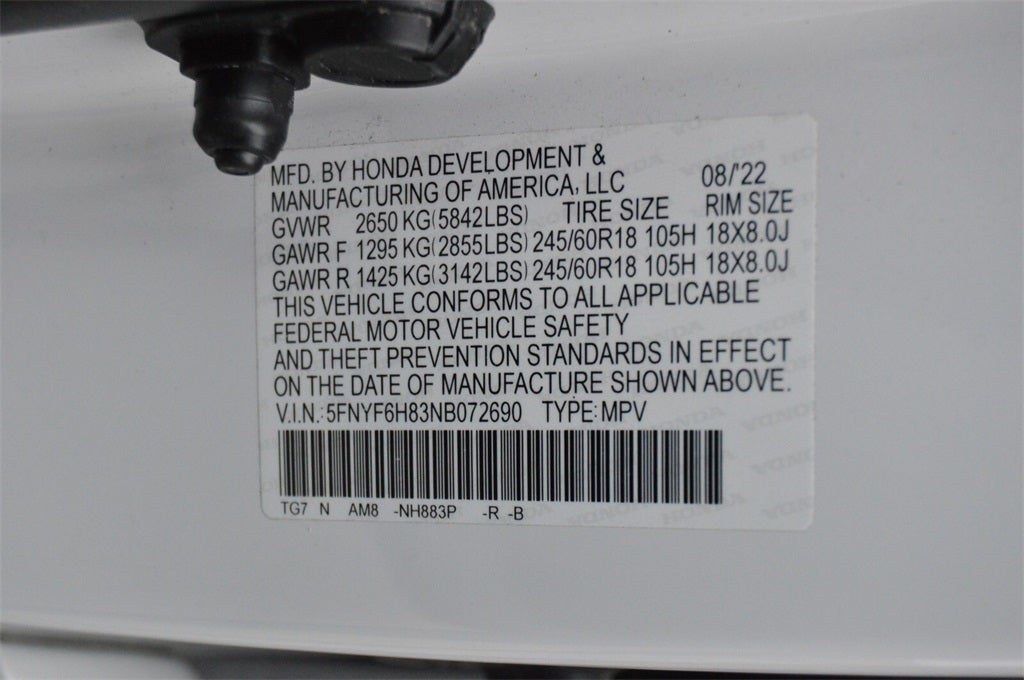 MFD. BY HONDA DEVELOPMENT &
MANUFACTURING OF AMERICA, LLC 08/'22
GVWR 2650 KG(5842LBS) TIRE SIZE RIM SIZE
GAWR F 1295 KG(2855LBS) 245/60R18 105H 18X8.0J
GAWR R 1425 KG(3142LBS) 245/60R18 105H 18X8.0J
THIS VEHICLE CONFORMS TO ALL APPLICABLE
FEDERAL MOTOR VEHICLE SAFETY
AND THEFT PREVENTION STANDARDS IN EFFECT
ON THE DATE OF MANUFACTURE SHOWN ABOVE.
V.I.N.: 5FNYF6H83NB072690 TYPE: MPV
TG7 N AM8 -NH883P -R -B